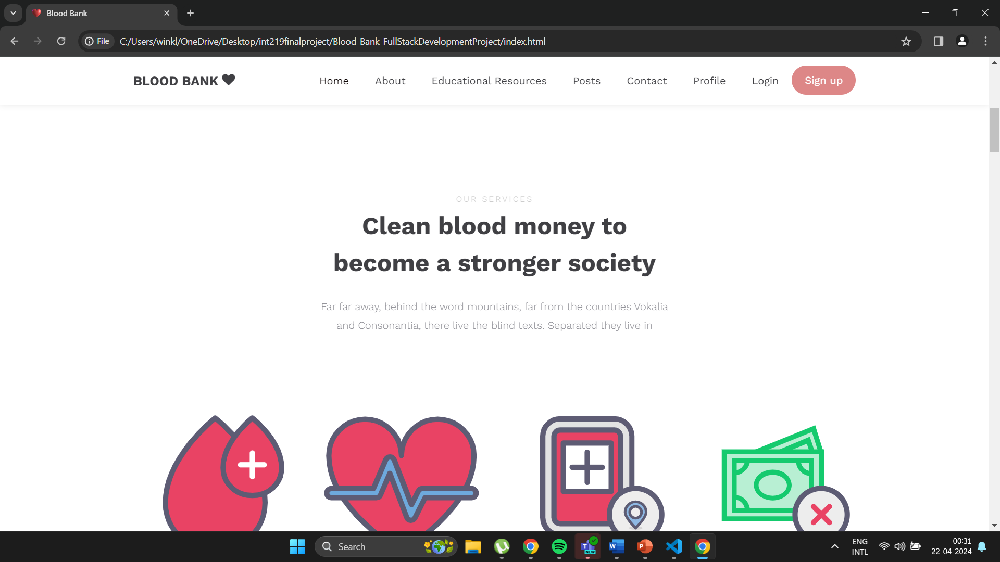 Blood Bank
File
C:/Users/winkl/OneDrive/Desktop/int219finalproject/Blood-Bank-FullStackDevelopmentProject/index.html
BLOOD BANK
Home
About
Educational Resources
Posts
Contact
Profile
Login
Sign up
OUR SERVICES
Clean blood money to
become a stronger society
Far far away, behind the word mountains, far from the countries Vokalia
and Consonantia, there live the blind texts. Separated they live in
Search
NEW
ENG
INTL
00:31
22-04-2024